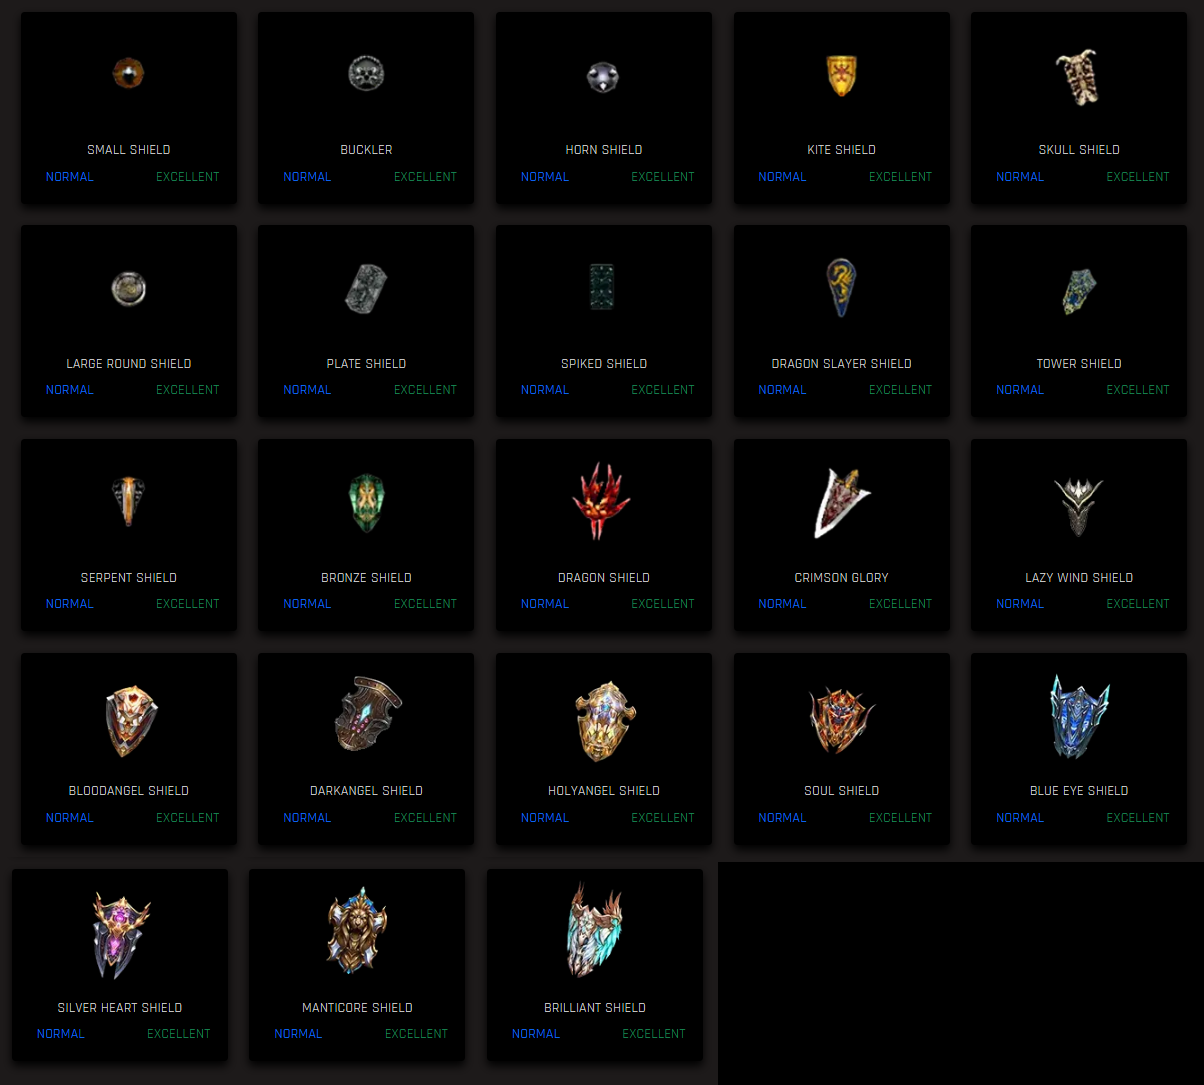 SMALL SHIELD
NORMAL EXCELLENT
BUCKLER
NORMAL EXCELLENT
HORN SHIELD
NORMAL EXCELLENT
KITE SHIELD
NORMAL EXCELLENT
SKULL SHIELD
NORMAL EXCELLENT
LARGE ROUND SHIELD
NORMAL EXCELLENT
PLATE SHIELD
NORMAL EXCELLENT
SPIKED SHIELD
NORMAL EXCELLENT
DRAGON SLAYER SHIELD
NORMAL EXCELLENT
TOWER SHIELD
NORMAL EXCELLENT
SERPENT SHIELD
NORMAL EXCELLENT
BRONZE SHIELD
NORMAL EXCELLENT
DRAGON SHIELD
NORMAL EXCELLENT
CRIMSON GLORY
NORMAL EXCELLENT
LAZY WIND SHIELD
NORMAL EXCELLENT
BLOODANGEL SHIELD
NORMAL EXCELLENT
DARKANGEL SHIELD
NORMAL EXCELLENT
HOLYANGEL SHIELD
NORMAL EXCELLENT
SOUL SHIELD
NORMAL EXCELLENT
BLUE EYE SHIELD
NORMAL EXCELLENT
SILVER HEART SHIELD
NORMAL EXCELLENT
MANTICORE SHIELD
NORMAL EXCELLENT
BRILLIANT SHIELD
NORMAL EXCELLENT